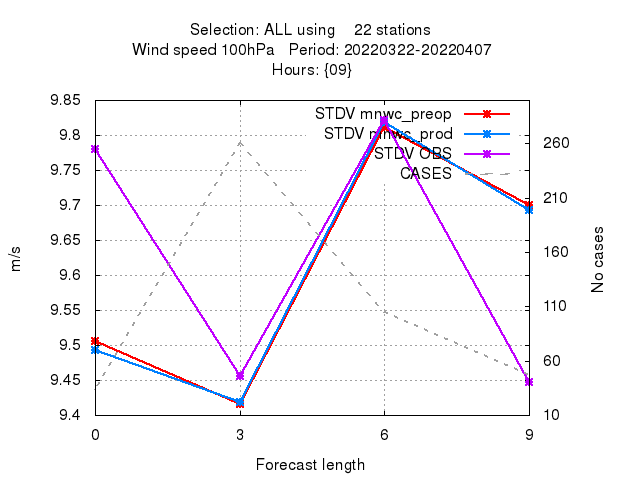 Selection: ALL using    22 stations
Wind speed 100hPa   Period: 20220322-20220407
Hours: {09}
STDV mnwc_preop
STDV mnwc_prod
STDV OBS
CASES
9.85
9.8
9.75
9.7
9.65
9.6
9.55
9.5
9.45
9.4
260
210
160
110
60
10
m/s
No cases
0 3 6 9
Forecast length